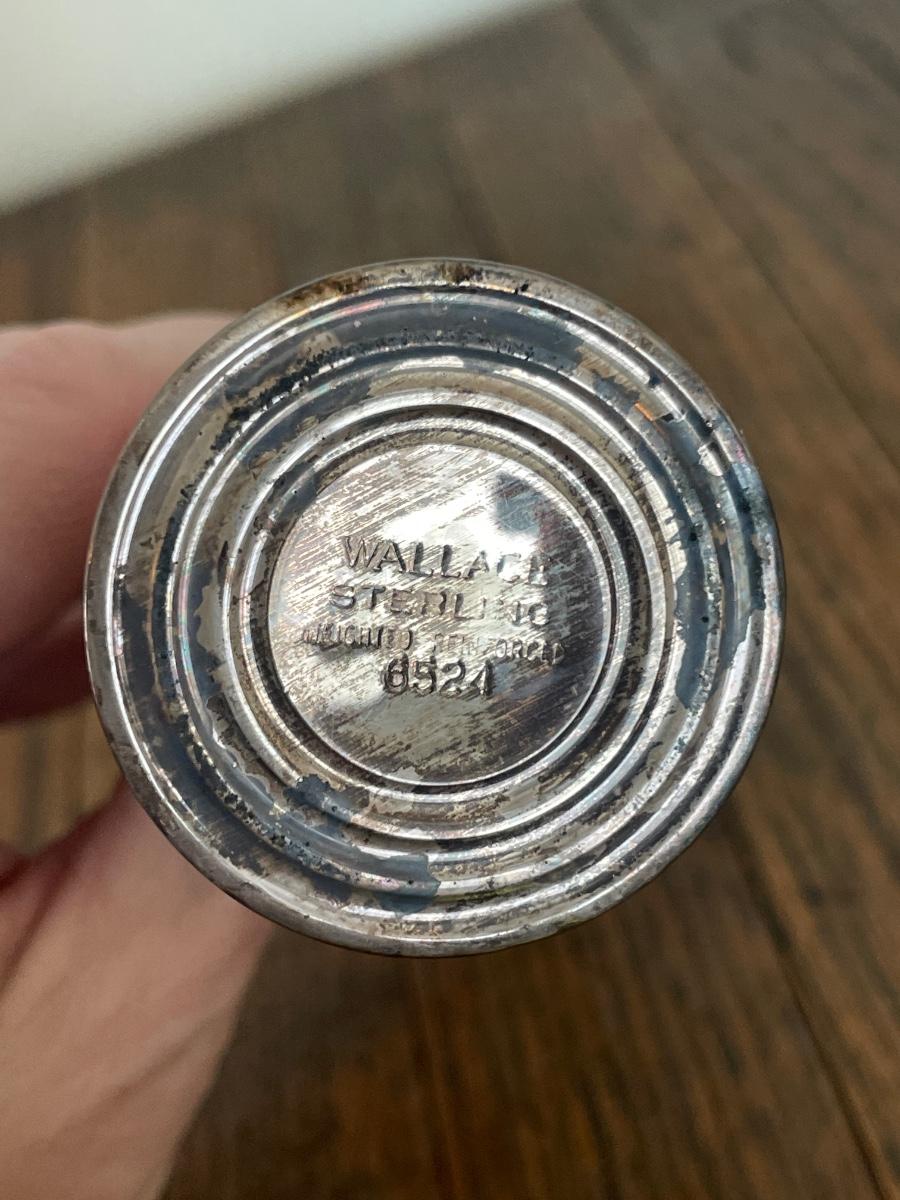 WALLACE
STERLING
WEIGHTED REINFORCED
6524